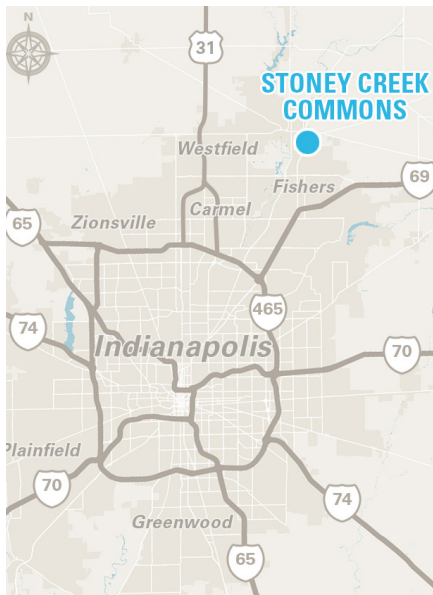 N
31
STONEY CREEK
COMMONS
Westfield
69
Fishers
Carmel
65
Zionsville
465
74
Indianapolis
70
Plainfield
70
74
Greenwood
65